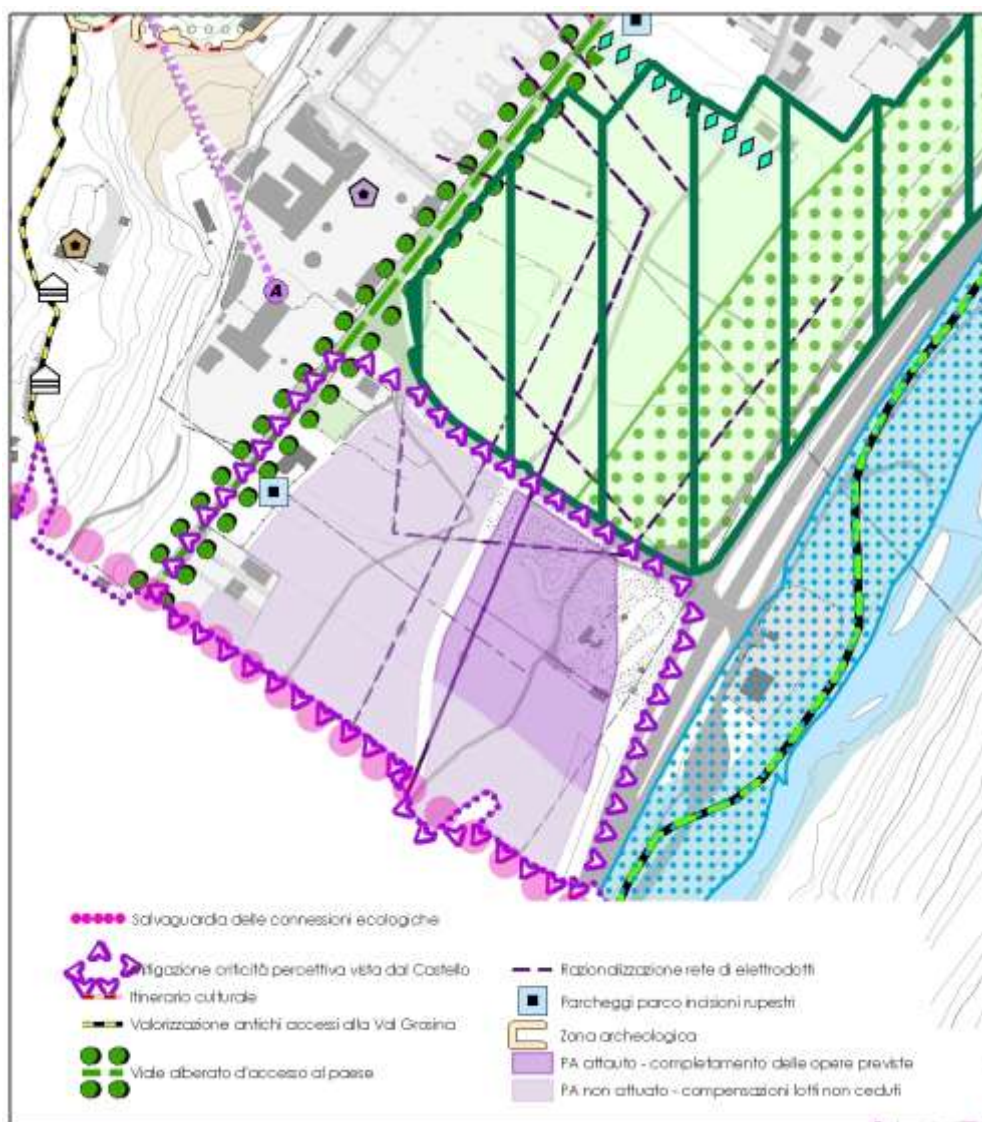 A
Salvaguardia delle connessioni ecologiche
Mitigazione criticità percettiva vista dal Castello
Itinerario culturale
Valorizzazione antichi accessi alla Val Grasina
Viale alberato d'accesso al paese
Razionalizzazione rete di elettrodotti
Parcheggi parco incisioni rupestri
Zona archeologica
PA attauto - completamento delle opere previste
PA non attuato - compensazioni lotti non ceduti